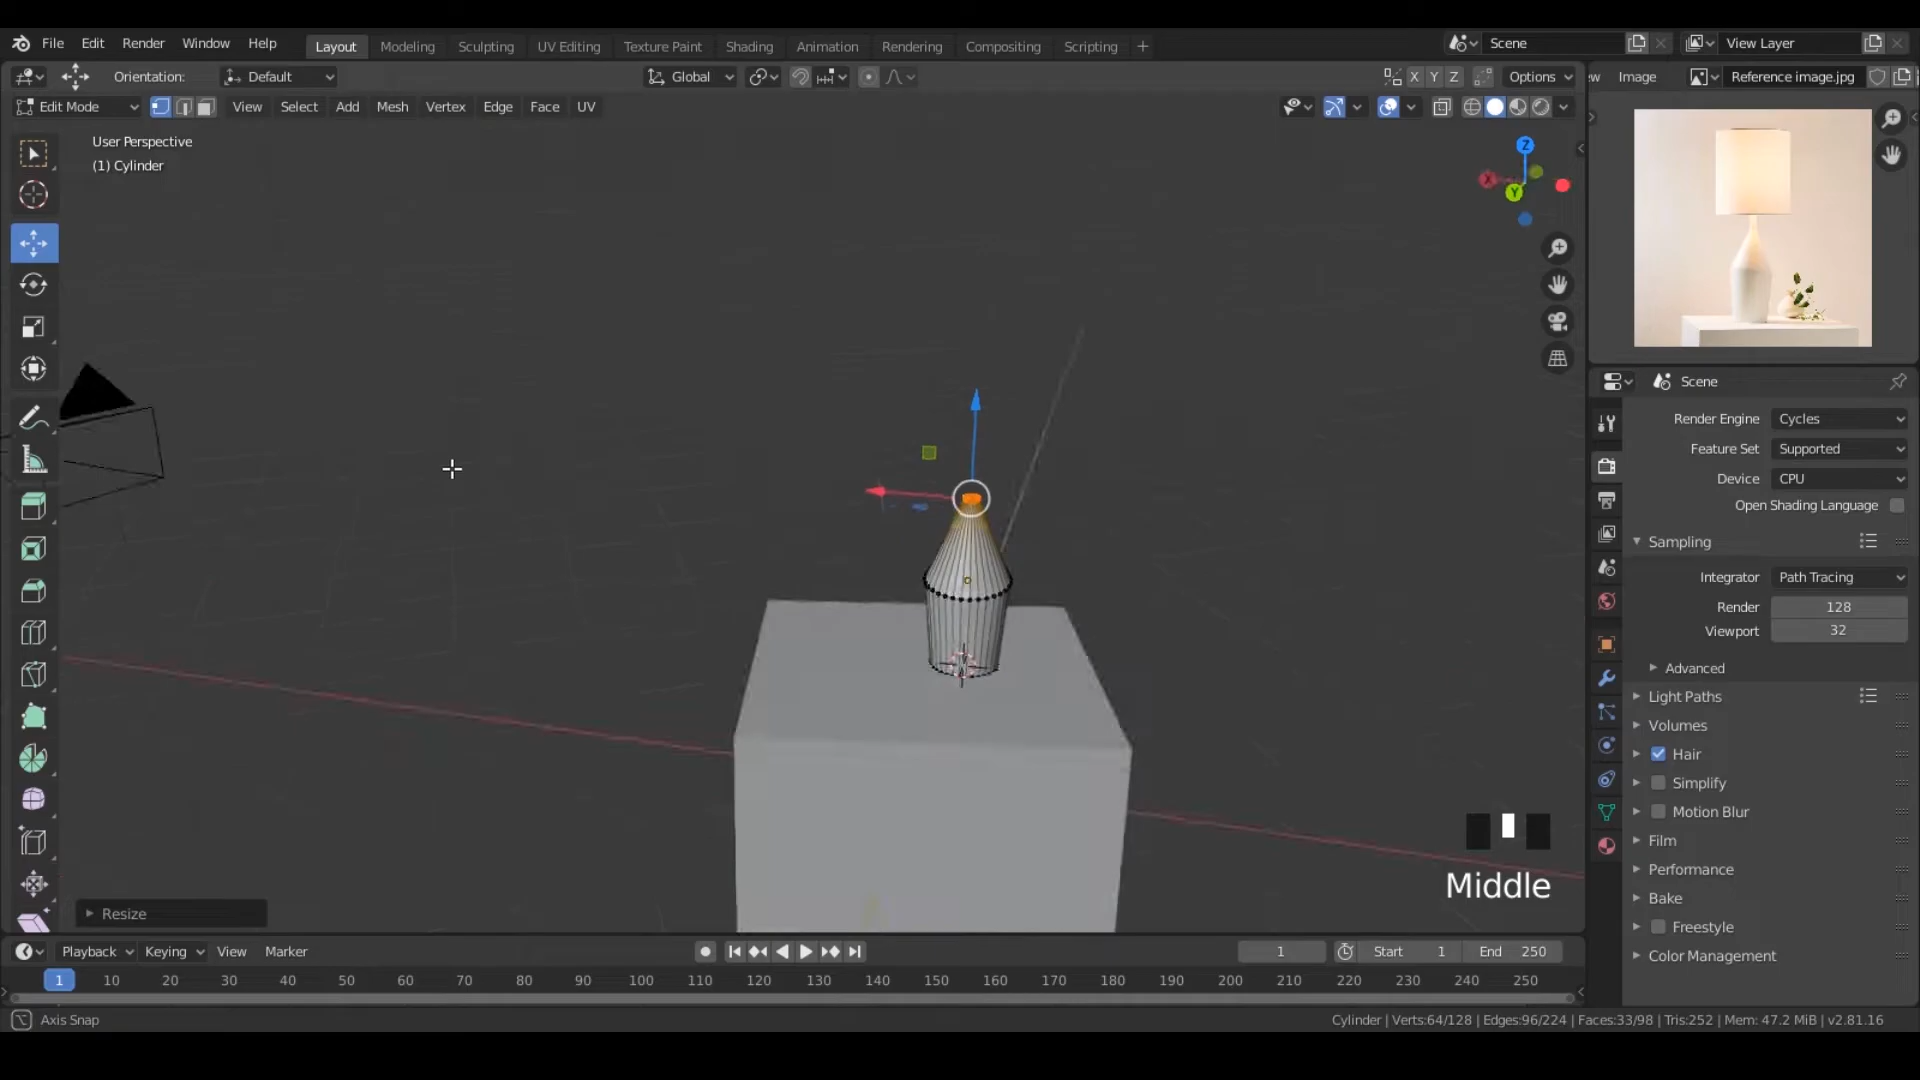 File Edit Render Window Help Layout Modeling Sculpting UV Editing Texture Paint Shading Animation Rendering Compositing Scripting + Scene View Layer
Orientation: Default Global X Y Z Options Image Reference image.jpg
Edit Mode View Select Add Mesh Vertex Edge Face UV
User Perspective
(1) Cylinder
Z
X
Y
Scene
Render Engine Cycles
Feature Set Supported
Device CPU
Open Shading Language
Sampling
Integrator Path Tracing
Render 128
Viewport 32
Advanced
Light Paths
Volumes
Hair
Simplify
Motion Blur
Film
Performance
Bake
Freestyle
Color Management
Middle
Resize
Playback Keying View Marker 1 Start 1 End 250
1 10 20 30 40 50 60 70 80 90 100 110 120 130 140 150 160 170 180 190 200 210 220 230 240 250
Axis Snap
Cylinder | Verts:64/128 | Edges:96/224 | Faces:33/98 | Tris:252 | Mem: 47.2 MiB | v2.81.16